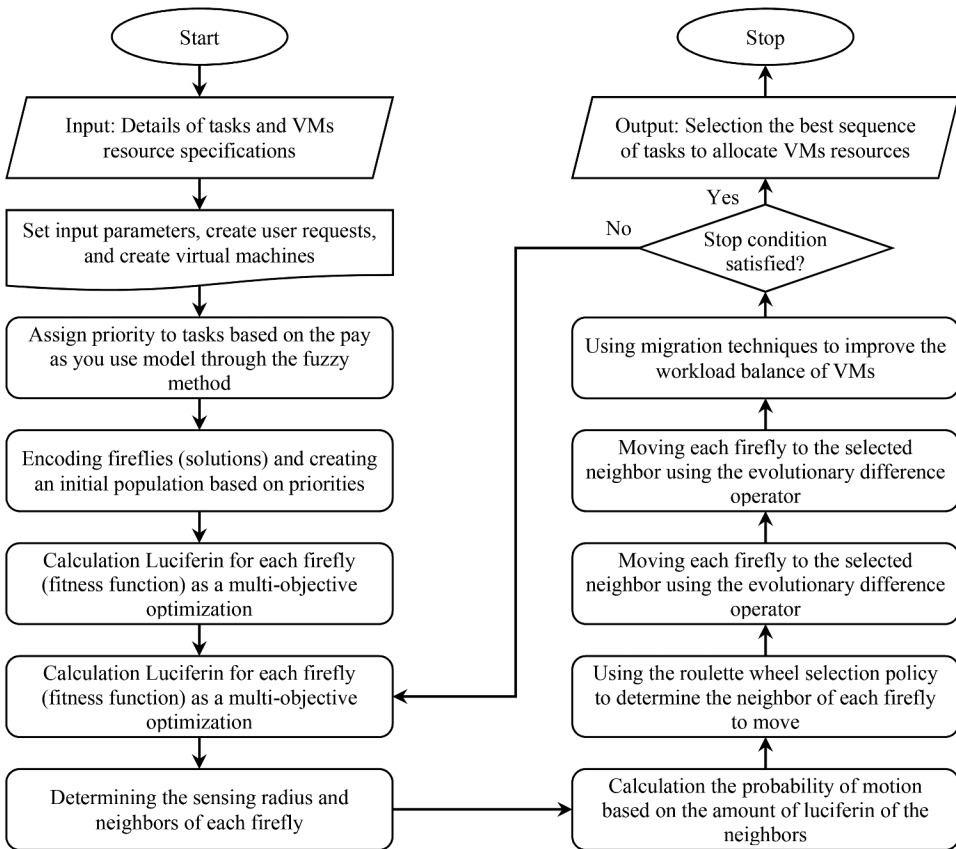 Start
Input: Details of tasks and VMs
resource specifications
Set input parameters, create user requests,
and create virtual machines
Assign priority to tasks based on the pay
as you use model through the fuzzy
method
Encoding fireflies (solutions) and creating
an initial population based on priorities
Calculation Luciferin for each firefly
(fitness function) as a multi-objective
optimization
Calculation Luciferin for each firefly
(fitness function) as a multi-objective
optimization
Determining the sensing radius and
neighbors of each firefly
Calculation the probability of motion
based on the amount of luciferin of the
neighbors
Using the roulette wheel selection policy
to determine the neighbor of each firefly
to move
Moving each firefly to the selected
neighbor using the evolutionary difference
operator
Moving each firefly to the selected
neighbor using the evolutionary difference
operator
Using migration techniques to improve the
workload balance of VMs
Stop condition
satisfied?
No
Yes
Output: Selection the best sequence
of tasks to allocate VMs resources
Stop